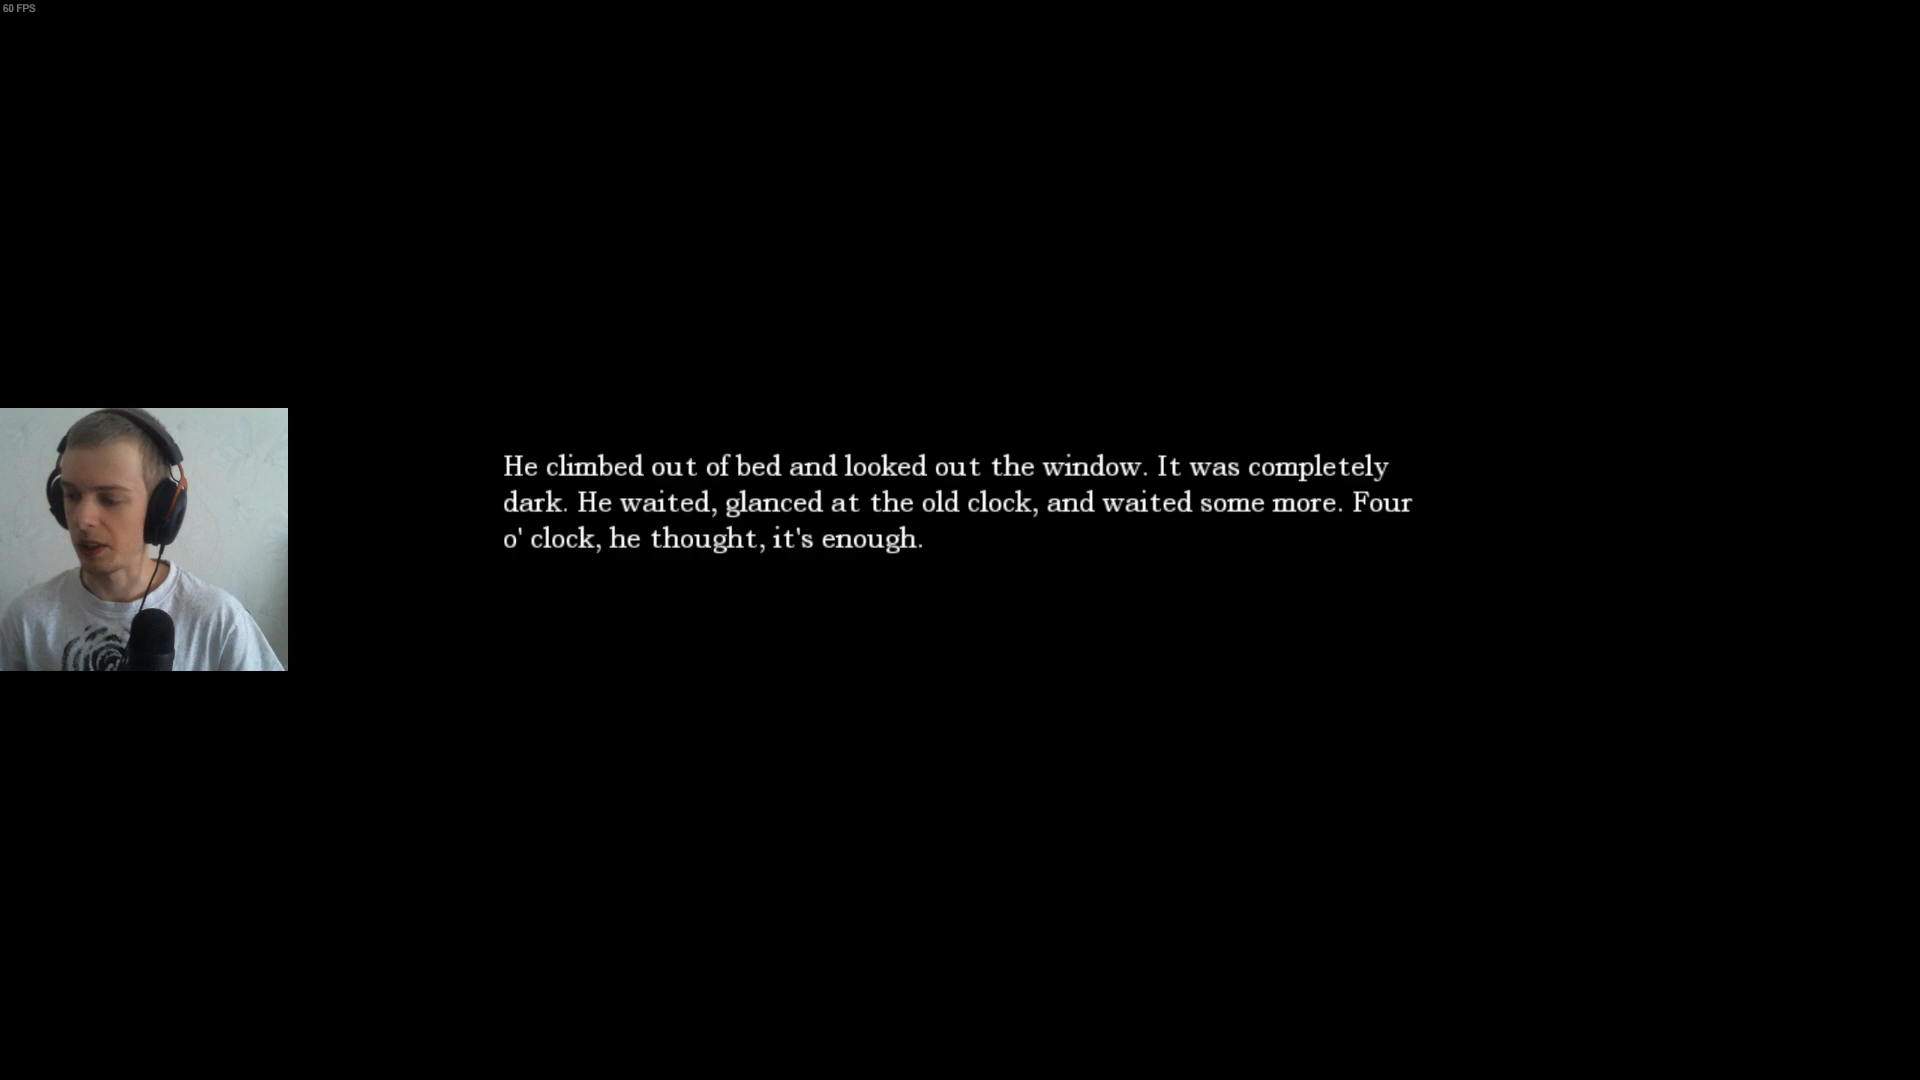 60 FPS
He climbed out of bed and looked out the window. It was completely
dark. He waited, glanced at the old clock, and waited some more. Four
o' clock, he thought, it's enough.